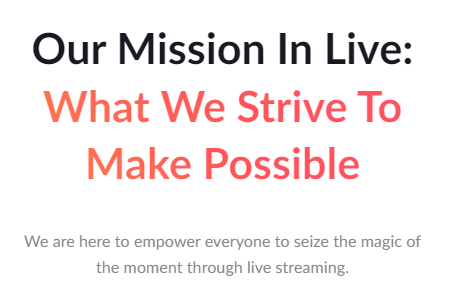 Our Mission In Live:
What We Strive To
Make Possible
We are here to empower everyone to seize the magic of
the moment through live streaming.